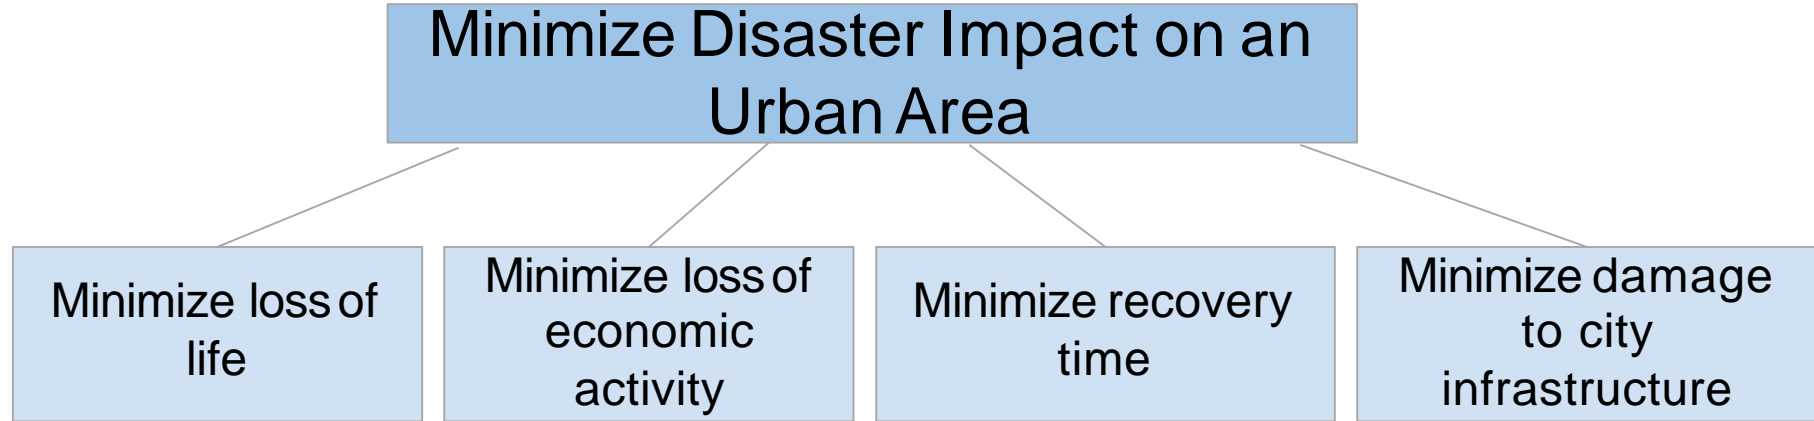 Minimize Disaster Impact on an
Urban Area
Minimize loss of
life
Minimize loss of
economic
activity
Minimize recovery
time
Minimize damage
to city
infrastructure